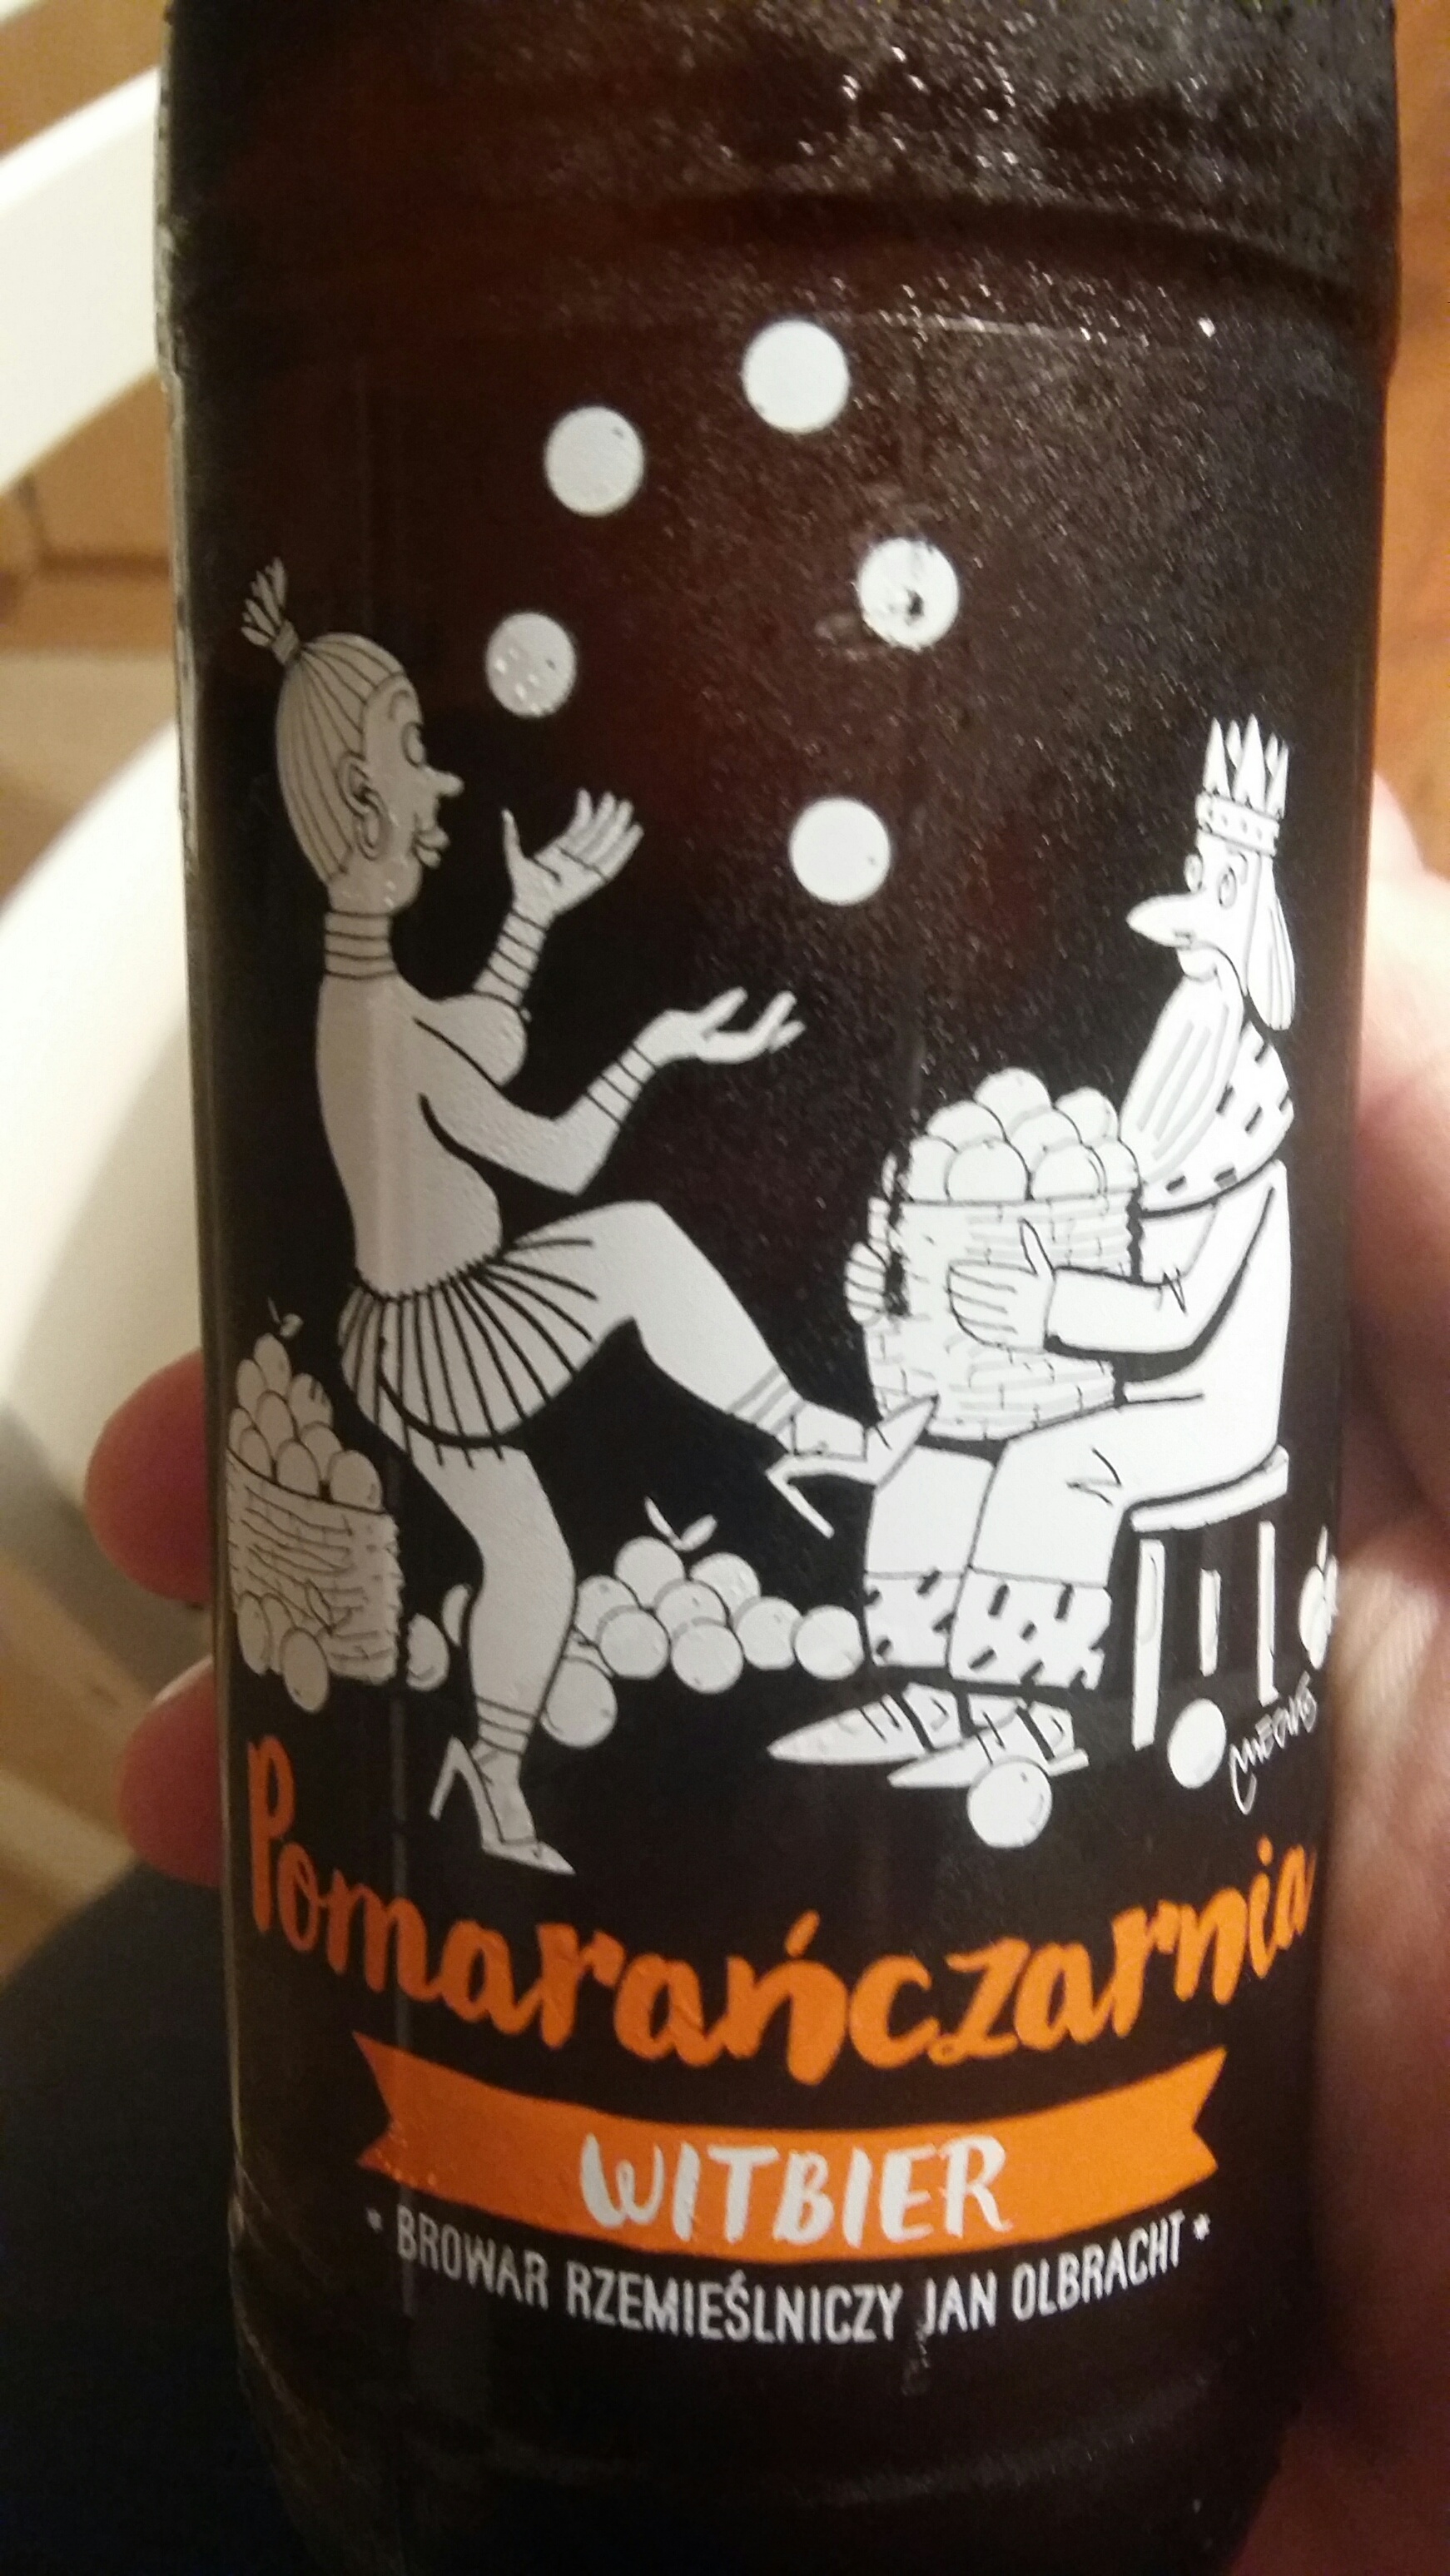 Pomarańczarnia
WITBIER
* BROWAR RZEMIEŚLNICZY JAN OLBRACHT *